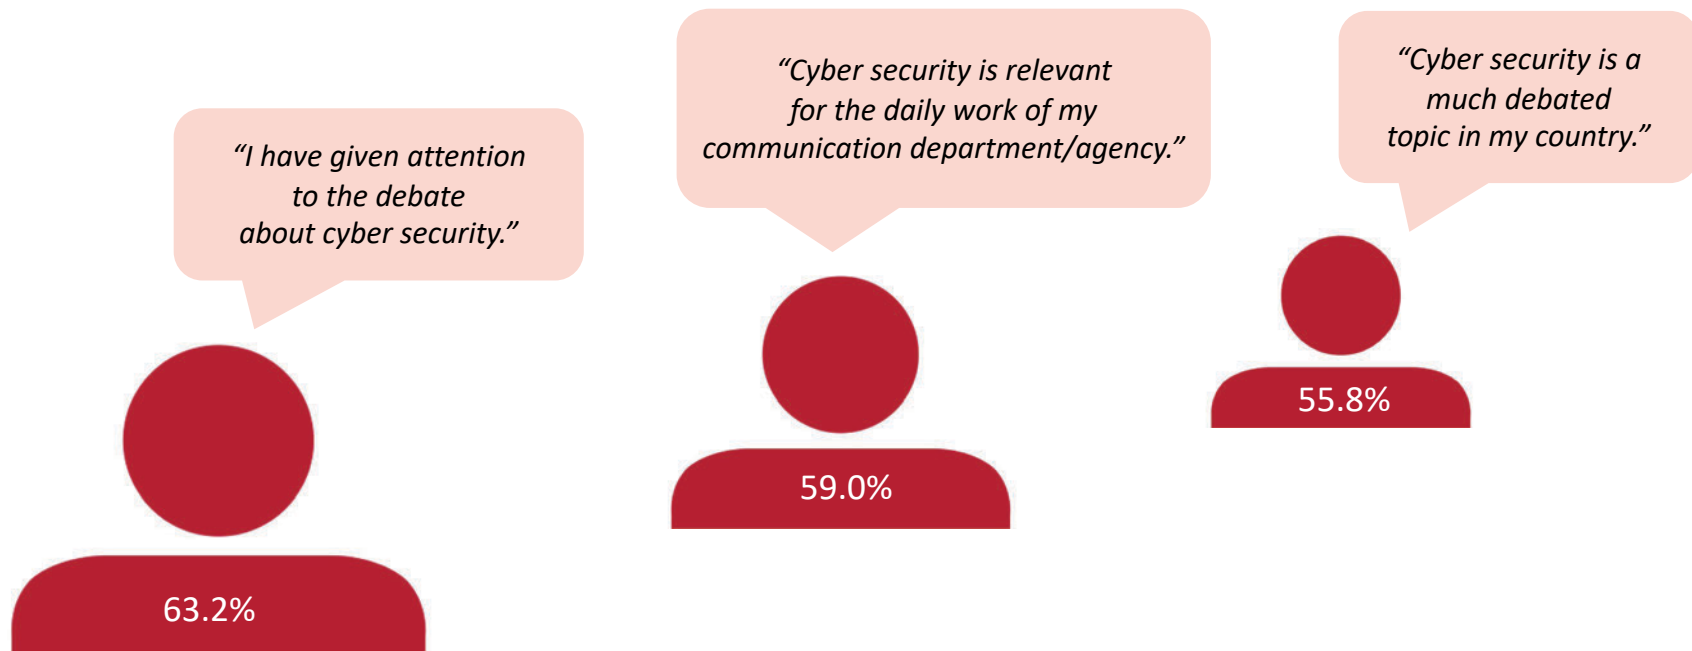 “I have given attention
to the debate
about cyber security.”
63.2%
“Cyber security is relevant
for the daily work of my
communication department/agency.”
59.0%
“Cyber security is a
much debated
topic in my country.”
55.8%